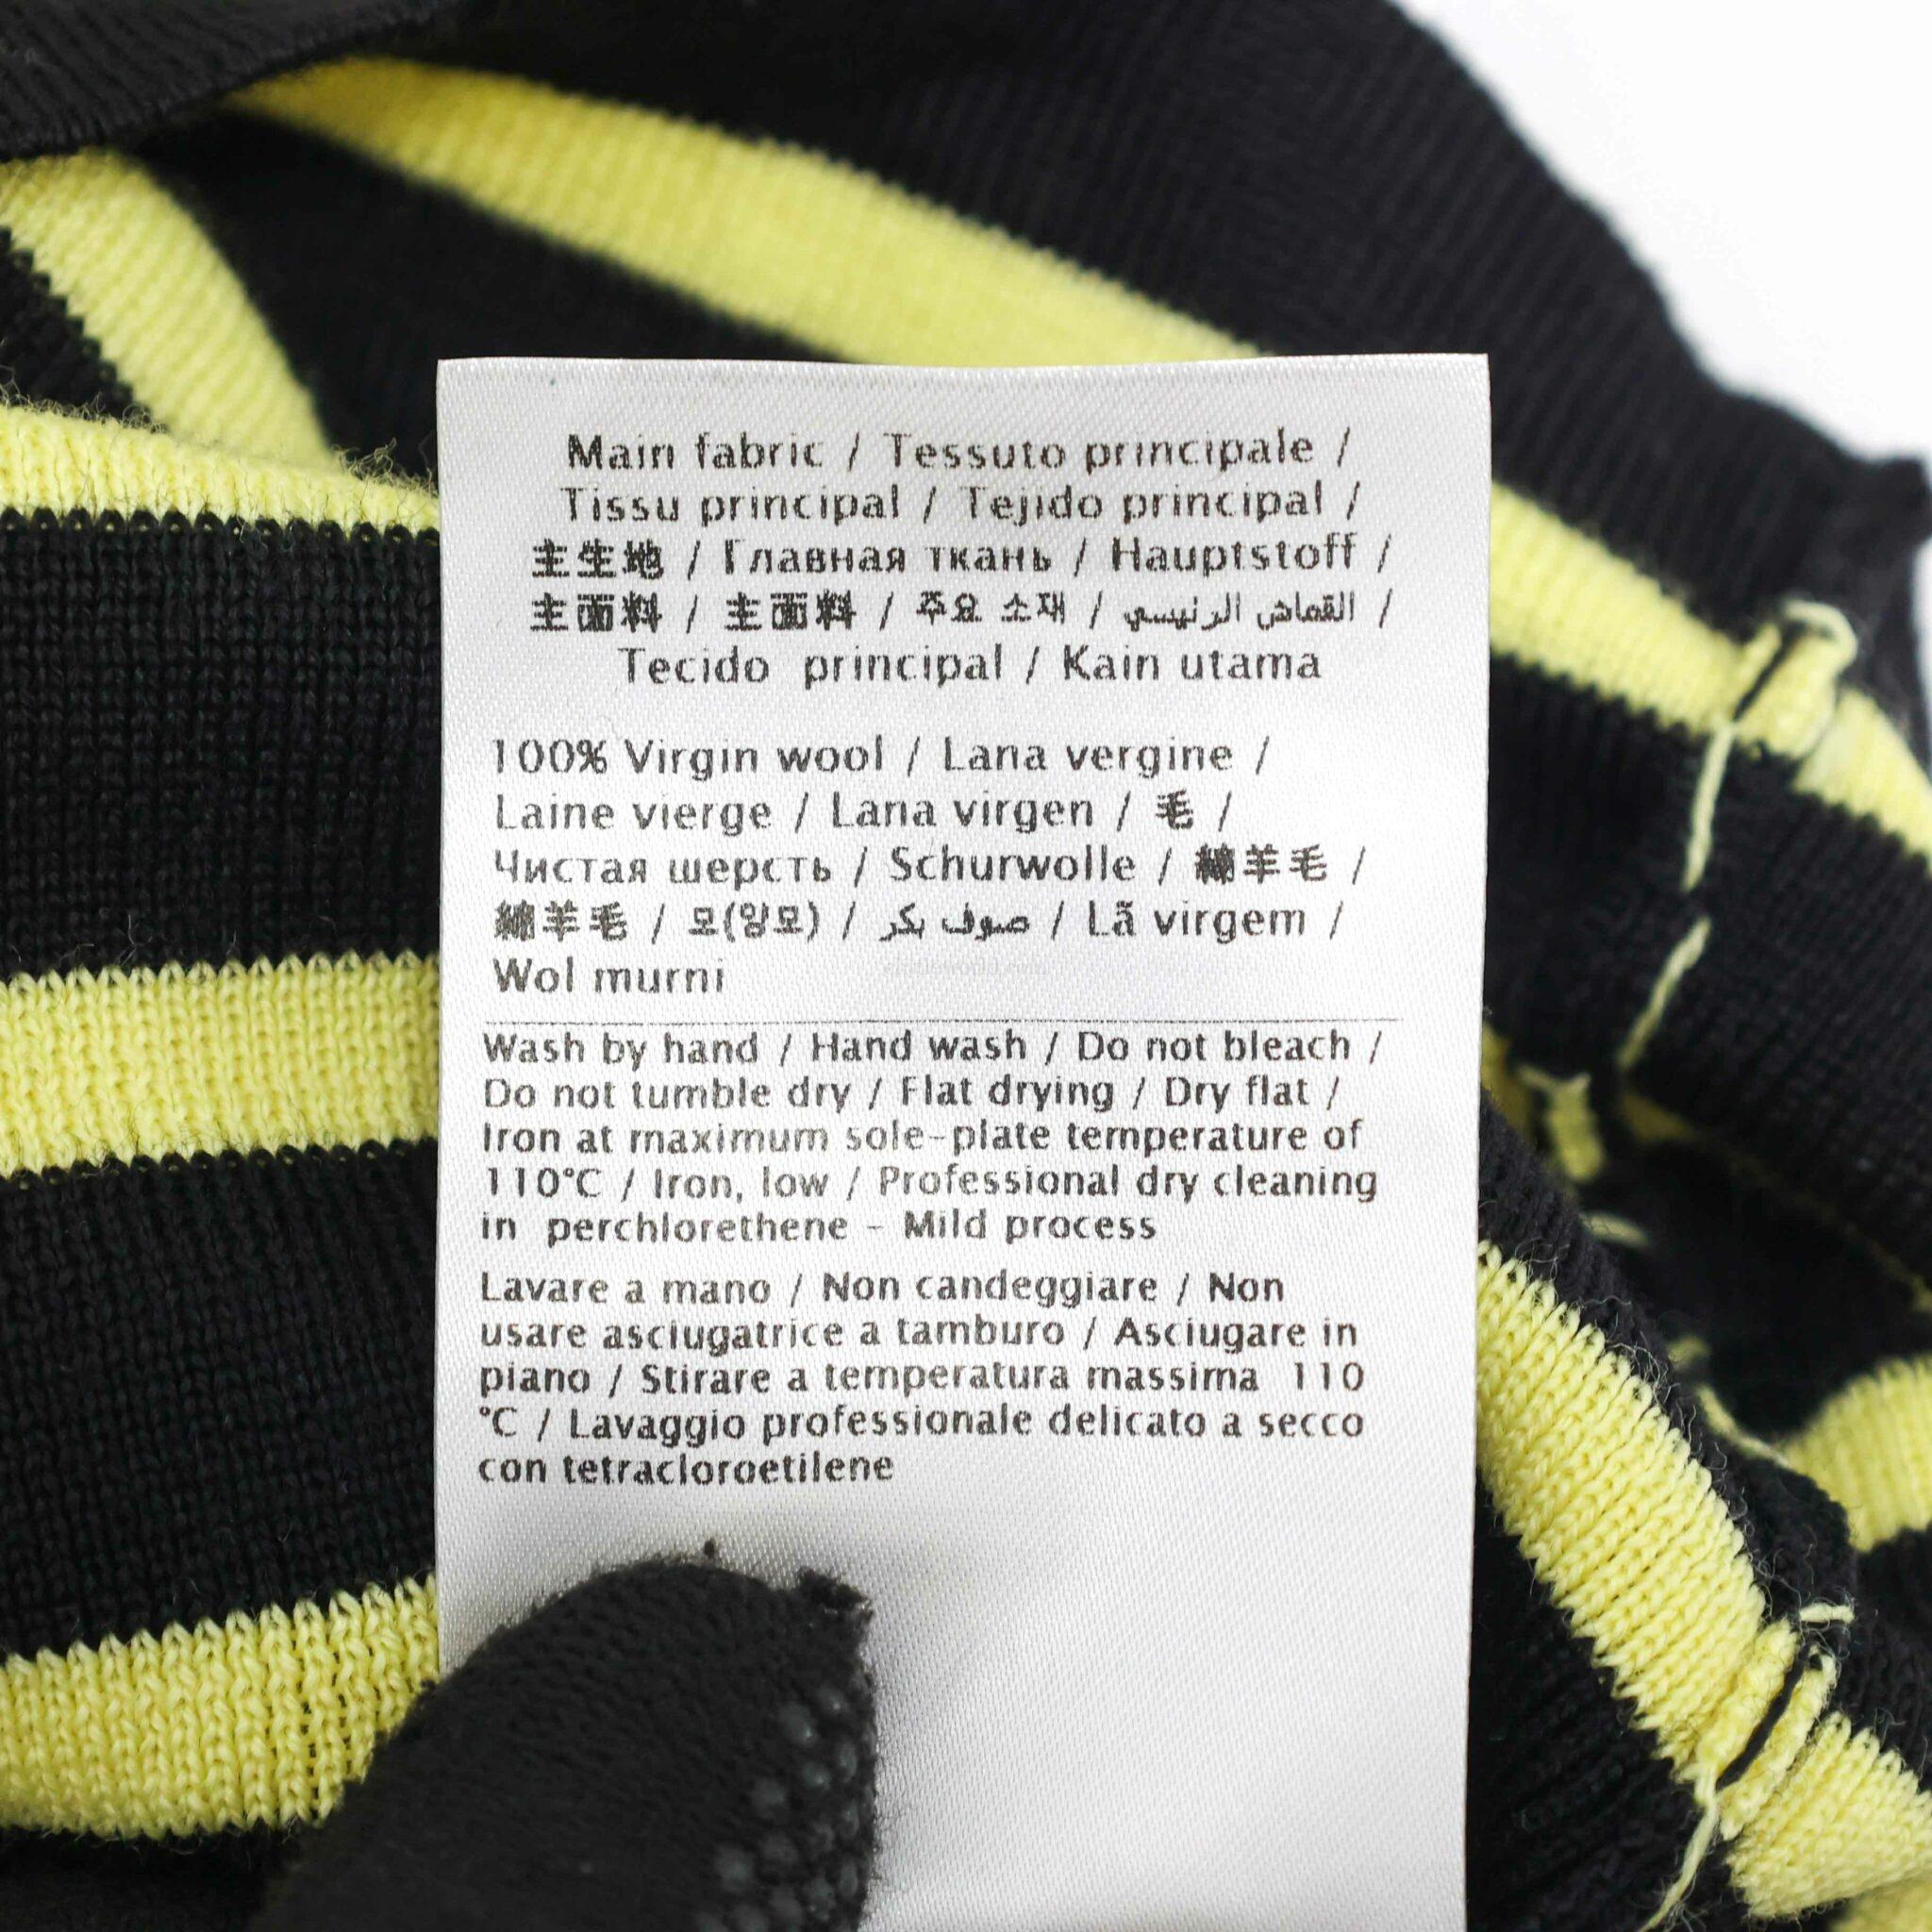 Main fabric / Tessuto principale /
Tissu principal / Tejido principal /
主生地 / Главная ткань / Hauptstoff /
主面料 / 主面料 / 주요 소재 / القماش الرئيسي /
Tecido principal / Kain utama
100% Virgin wool / Lana vergine /
Laine vierge / Lana virgen / 毛 /
Чистая шерсть / Schurwolle / 綿羊毛 /
綿羊毛 / 모(양모) / صوف بكر / Lã virgem /
Wol murni
Wash by hand / Hand wash / Do not bleach /
Do not tumble dry / Flat drying / Dry flat /
Iron at maximum sole-plate temperature of
110°C / Iron, low / Professional dry cleaning
in perchlorethene - Mild process
Lavare a mano / Non candeggiare / Non
usare asciugatrice a tamburo / Asciugare in
piano / Stirare a temperatura massima 110
°C / Lavaggio professionale delicato a secco
con tetracloroetilene